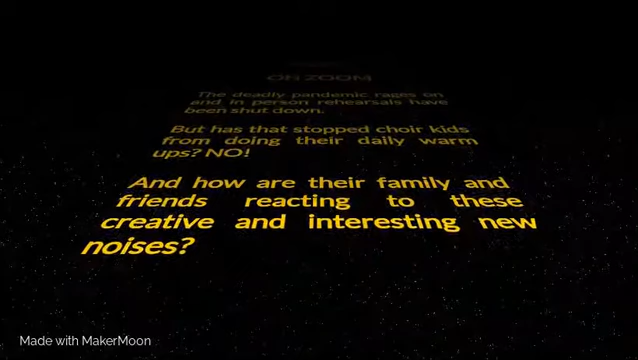 ON ZOOM
The deadly pandemic rages on
and in person rehearsals have
been shut down.
But has that stopped choir kids
from doing their daily warm
ups? NO!
And how are their family and
friends reacting to these
creative and interesting new
noises?
Made with MakerMoon